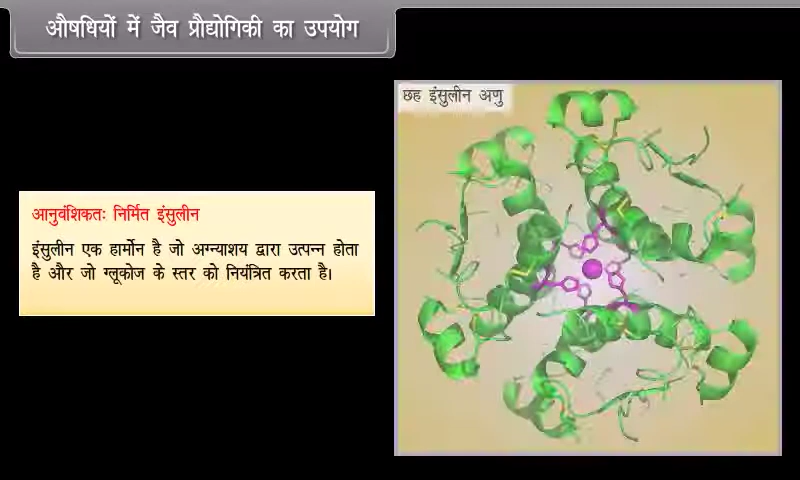 औषधियों में जैव प्रौद्योगिकी का उपयोग
छह इंसुलीन अणु
आनुवंशिकतः निर्मित इंसुलीन
इंसुलीन एक हार्मोन है जो अग्न्याशय द्वारा उत्पन्न होता
है और जो ग्लूकोज के स्तर को नियंत्रित करता है।